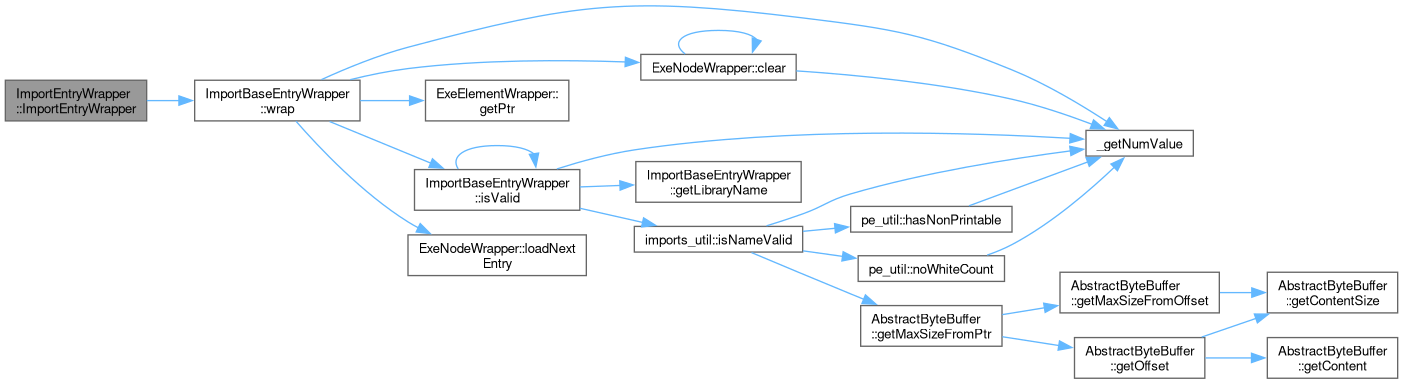 ImportEntryWrapper
::ImportEntryWrapper
ImportBaseEntryWrapper
::wrap
ExeNodeWrapper::clear
ExeElementWrapper::
getPtr
_getNumValue
ImportBaseEntryWrapper
::isValid
ImportBaseEntryWrapper
::getLibraryName
pe_util::hasNonPrintable
imports_util::isNameValid
ExeNodeWrapper::loadNext
Entry
pe_util::noWhiteCount
AbstractByteBuffer
::getMaxSizeFromOffset
AbstractByteBuffer
::getContentSize
AbstractByteBuffer
::getMaxSizeFromPtr
AbstractByteBuffer
::getOffset
AbstractByteBuffer
::getContent